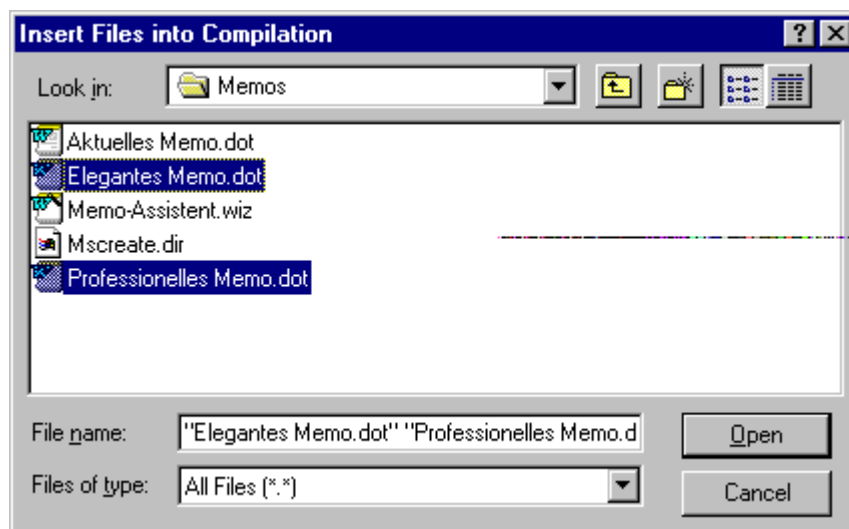 Insert Files into Compilation
Look in: Memos
Aktuelles Memo.dot
Elegantes Memo.dot
Memo-Assistent.wiz
Mscreate.dir
Professionelles Memo.dot
File name: "Elegantes Memo.dot" "Professionelles Memo.d Open
Files of type: All Files (*.*) Cancel